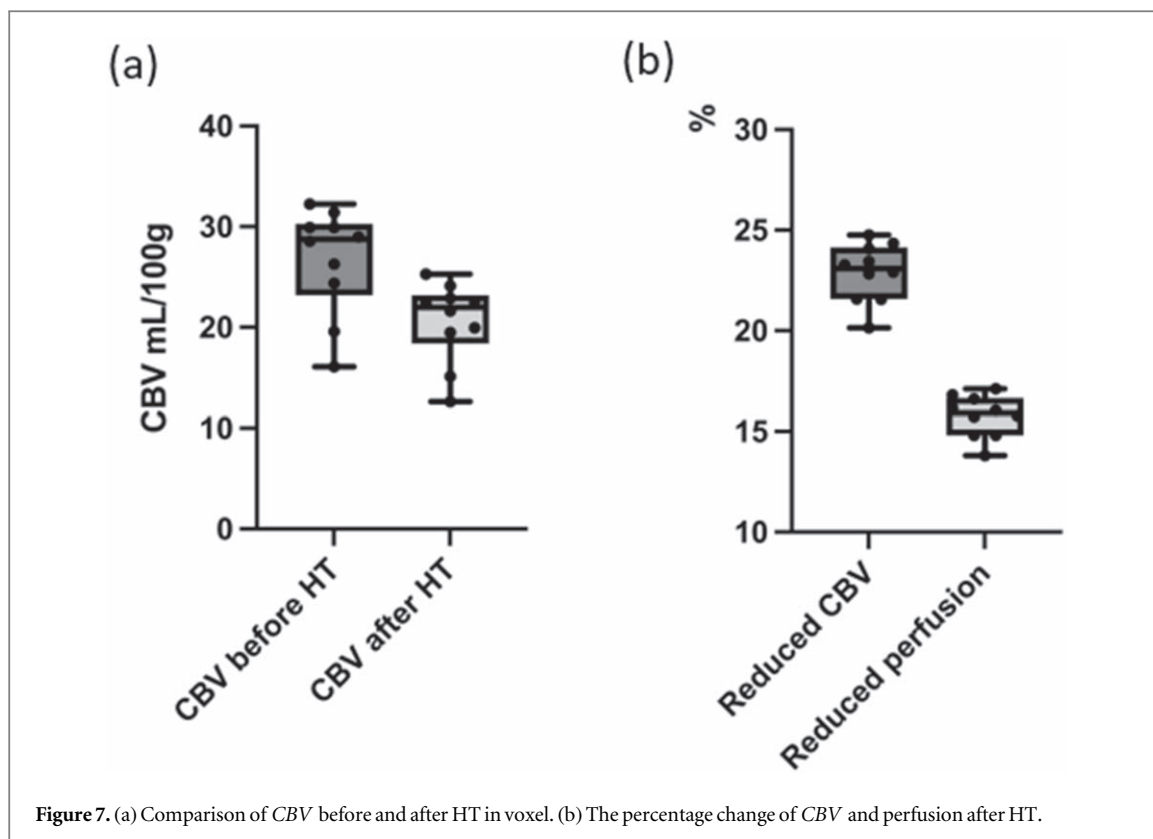 (a)
CBV mL/100g
40
30
20
10
0
CBV before HT
CBV after HT
(b)
%
30
25
20
15
10
Reduced CBV
Reduced perfusion
Figure 7. (a) Comparison of CBV before and after HT in voxel. (b) The percentage change of CBV and perfusion after HT.